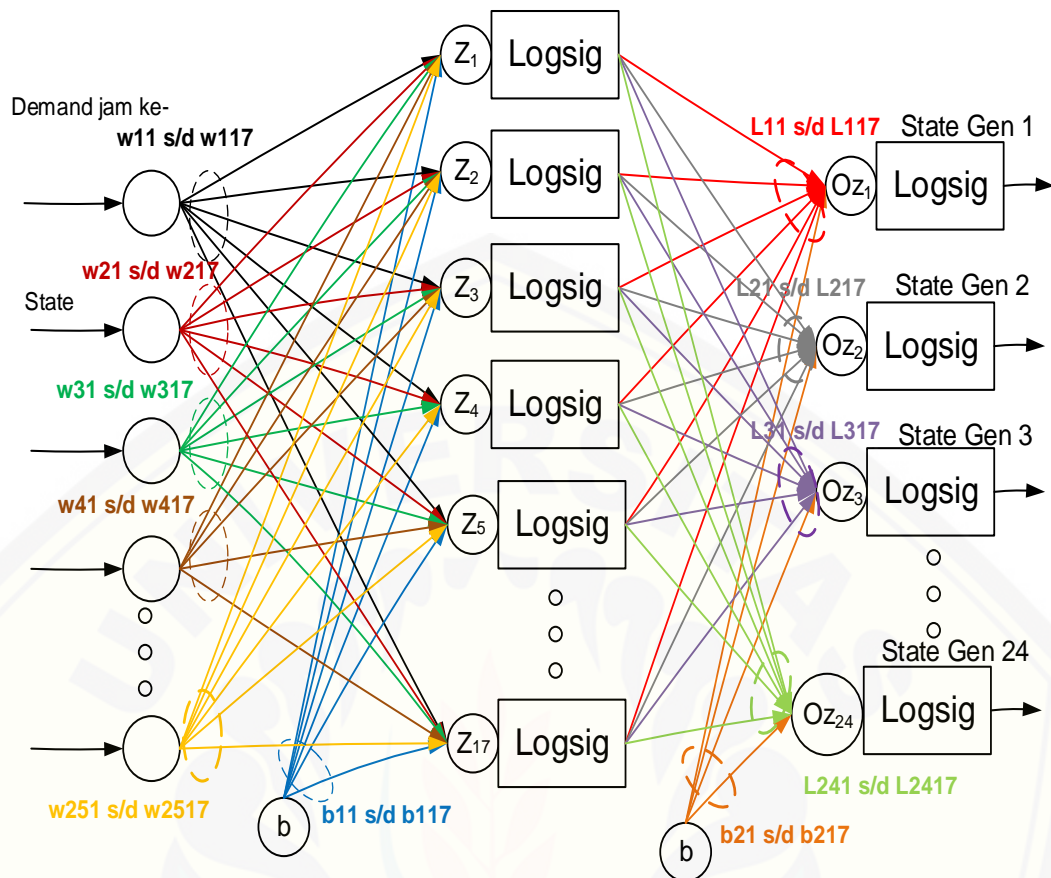 Z1
Logsig
Demand jam ke-
w11 s/d w117
L11 s/d L117
State Gen 1
Z2
Logsig
Oz1
Logsig
w21 s/d w217
Z3
Logsig
L21 s/d L217
State Gen 2
State
Oz2
Logsig
w31 s/d w317
Z4
Logsig
L31 s/d L317
State Gen 3
w41 s/d w417
Z5
Logsig
Oz3
Logsig
State Gen 24
Z17
Logsig
Oz24
Logsig
w251 s/d w2517
b11 s/d b117
L241 s/d L2417
b
b21 s/d b217
b
UNIVERSITAS